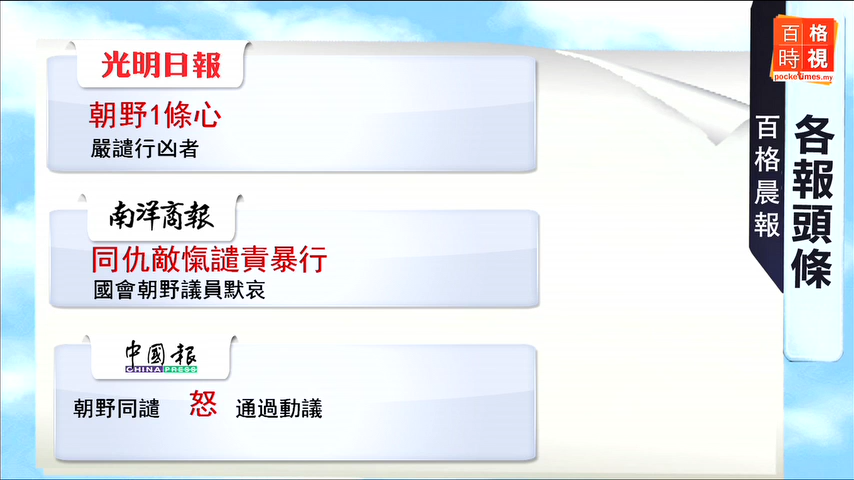 光明日報
朝野1條心
嚴譴行凶者
南洋商報
同仇敵愾譴責暴行
國會朝野議員默哀
中國報
CHINA PRESS
朝野同譴 怒 通過動議
百格時視
pocketimes.my
百格晨報
各報頭條